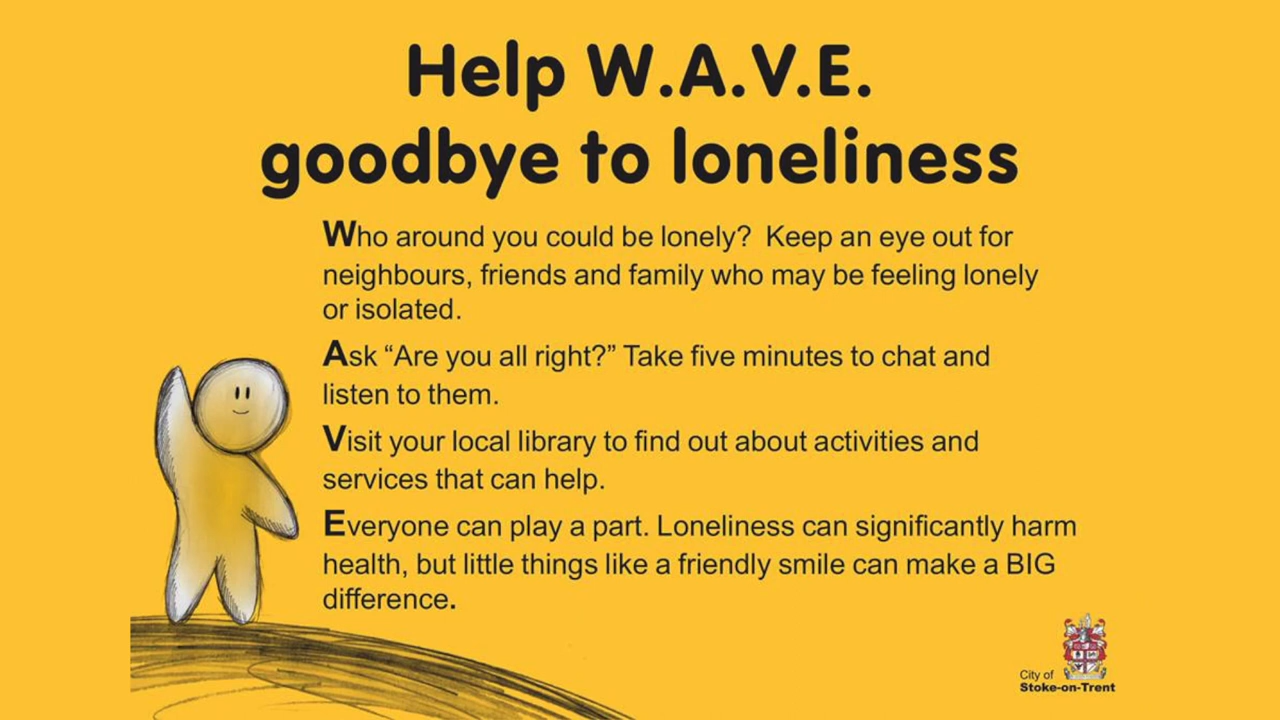 Help W.A.V.E.
goodbye to loneliness
Who around you could be lonely?  Keep an eye out for
neighbours, friends and family who may be feeling lonely
or isolated.
Ask “Are you all right?” Take five minutes to chat and
listen to them.
Visit your local library to find out about activities and
services that can help.
Everyone can play a part. Loneliness can significantly harm
health, but little things like a friendly smile can make a BIG
difference.
City of
Stoke-on-Trent